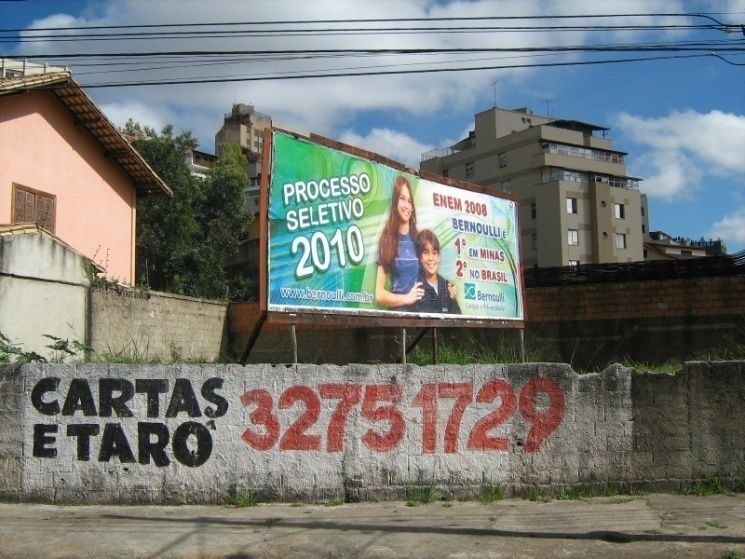 PROCESSO
SELETIVO
2010
www.bernoulli.com.br
ENEM 2008
BERNOULLI É
1º EM MINAS
2º NO BRASIL
Bernoulli
CARTAS
E TARÔ
32751729